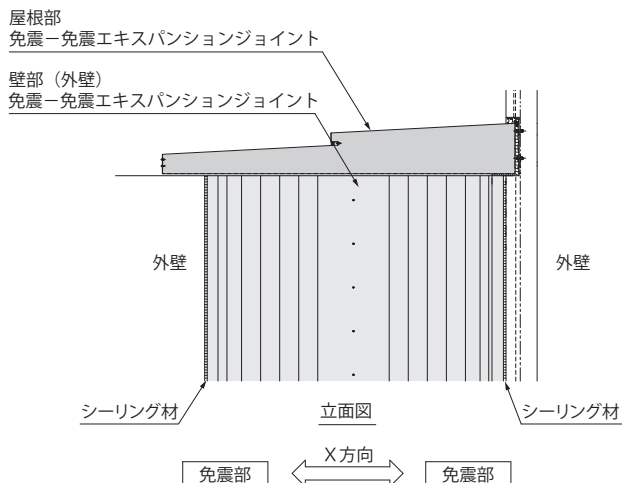 屋根部
免震－免震エキスパンションジョイント
壁部（外壁）
免震－免震エキスパンションジョイント
外壁
外壁
シーリング材
立面図
シーリング材
X方向
免震部
免震部